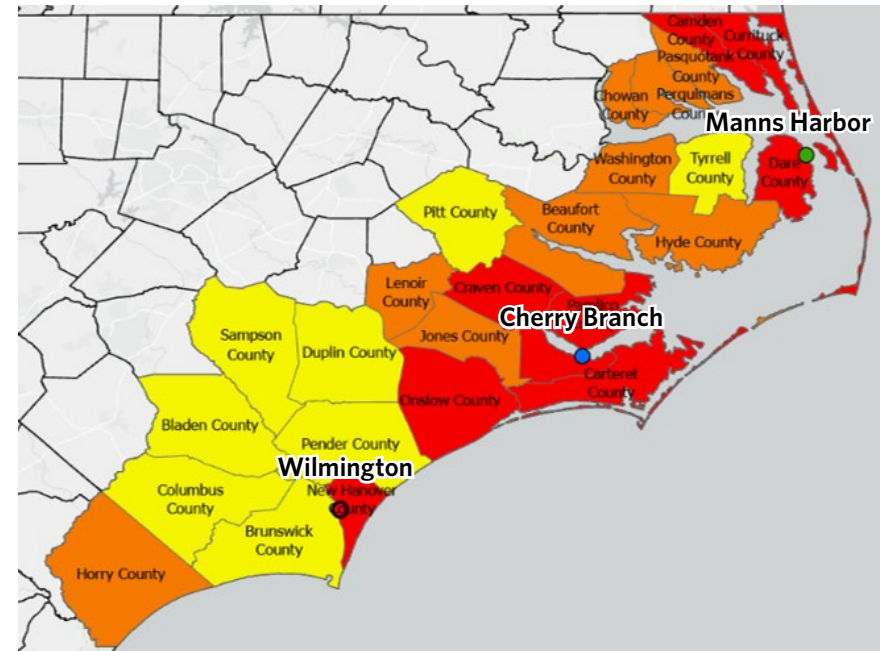 Camden
County
Currituck
County
Pasquotank
County
Chowan
County
Perquimans
County
Manns Harbor
Washington
County
Tyrrell
County
Dare
County
Pitt County
Beaufort
County
Hyde County
Lenoir
County
Craven County
Pamlico
Cherry Branch
Jones County
Sampson
County
Duplin County
Carteret
County
Onslow County
Bladen County
Pender County
Wilmington
New Hanover
County
Columbus
County
Brunswick
County
Horry County